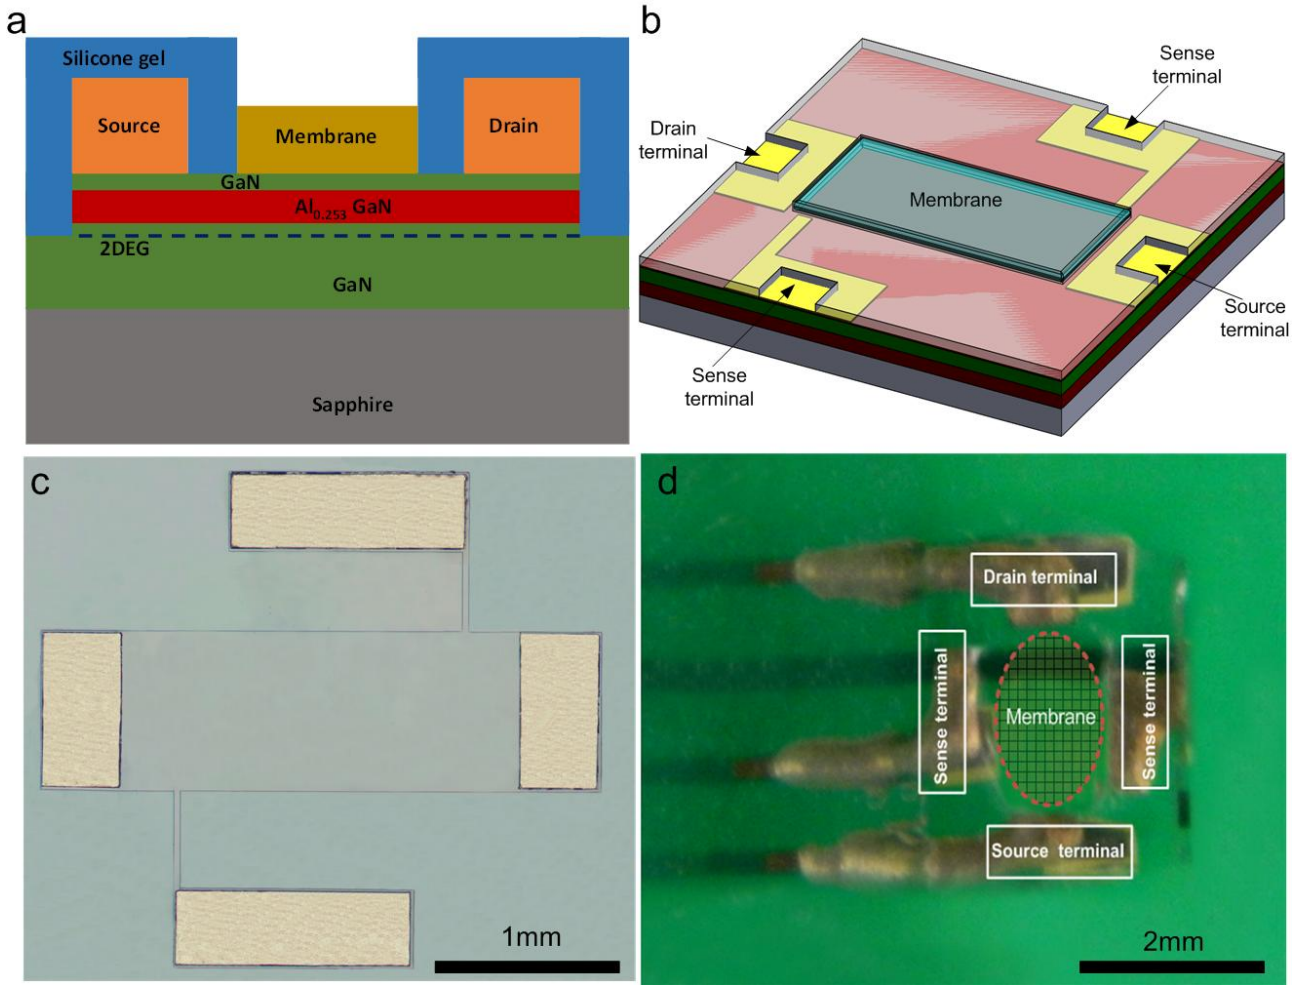 a
Silicone gel
Source
Membrane
Drain
GaN
Al0.253 GaN
2DEG
GaN
Sapphire
b
Sense
terminal
Drain
terminal
Membrane
Source
terminal
Sense
terminal
c
1mm
d
Drain terminal
Sense terminal
Membrane
Sense terminal
Source terminal
2mm